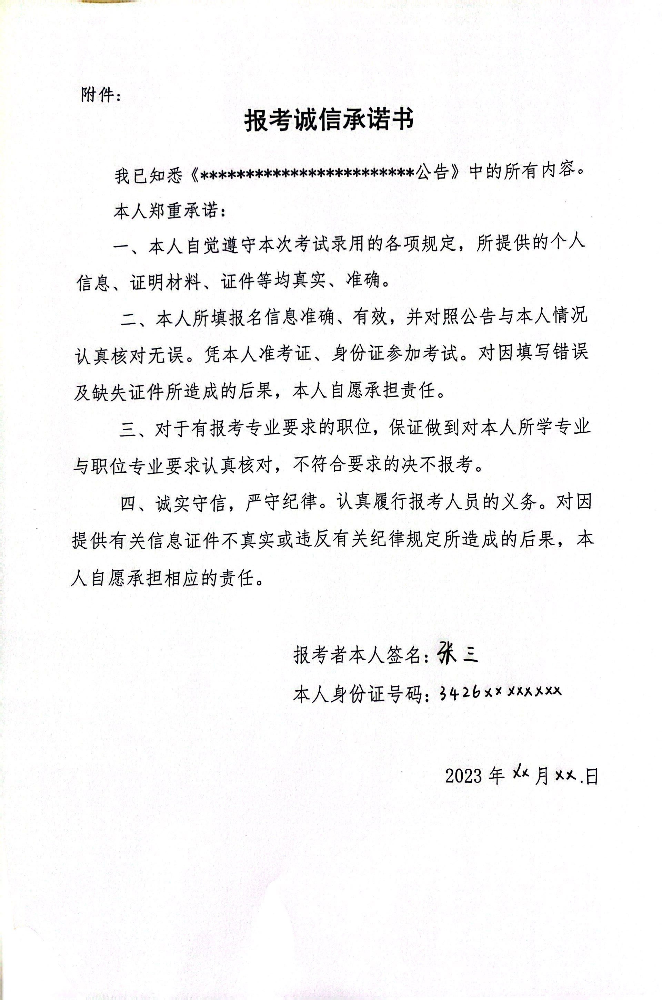 附件：
报考诚信承诺书
我已知悉《************************公告》中的所有内容。
本人郑重承诺：
一、本人自觉遵守本次考试录用的各项规定，所提供的个人
信息、证明材料、证件等均真实、准确。
二、本人所填报名信息准确、有效，并对照公告与本人情况
认真核对无误。凭本人准考证、身份证参加考试。对因填写错误
及缺失证件所造成的后果，本人自愿承担责任。
三、对于有报考专业要求的职位，保证做到对本人所学专业
与职位专业要求认真核对，不符合要求的决不报考。
四、诚实守信，严守纪律。认真履行报考人员的义务。对因
提供有关信息证件不真实或违反有关纪律规定所造成的后果，本
人自愿承担相应的责任。
报考者本人签名：张三
本人身份证号码：3426xx xxxxxxx
2023 年 xx 月 xx 日